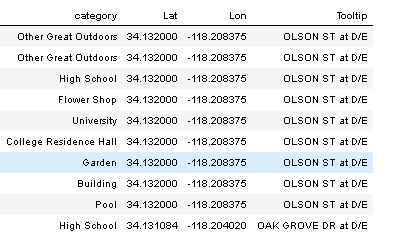 category Lat Lon Tooltip
Other Great Outdoors 34.132000 -118.208375 OLSON ST at D/E
Other Great Outdoors 34.132000 -118.208375 OLSON ST at D/E
High School 34.132000 -118.208375 OLSON ST at D/E
Flower Shop 34.132000 -118.208375 OLSON ST at D/E
University 34.132000 -118.208375 OLSON ST at D/E
College Residence Hall 34.132000 -118.208375 OLSON ST at D/E
Garden 34.132000 -118.208375 OLSON ST at D/E
Building 34.132000 -118.208375 OLSON ST at D/E
Pool 34.132000 -118.208375 OLSON ST at D/E
High School 34.131084 -118.204020 OAK GROVE DR at D/E